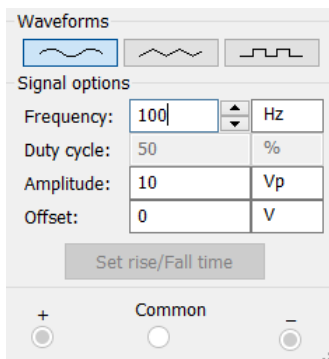 Waveforms
Signal options
Frequency: 100 Hz
Duty cycle: 50 %
Amplitude: 10 Vp
Offset: 0 V
Set rise/Fall time
+ Common −